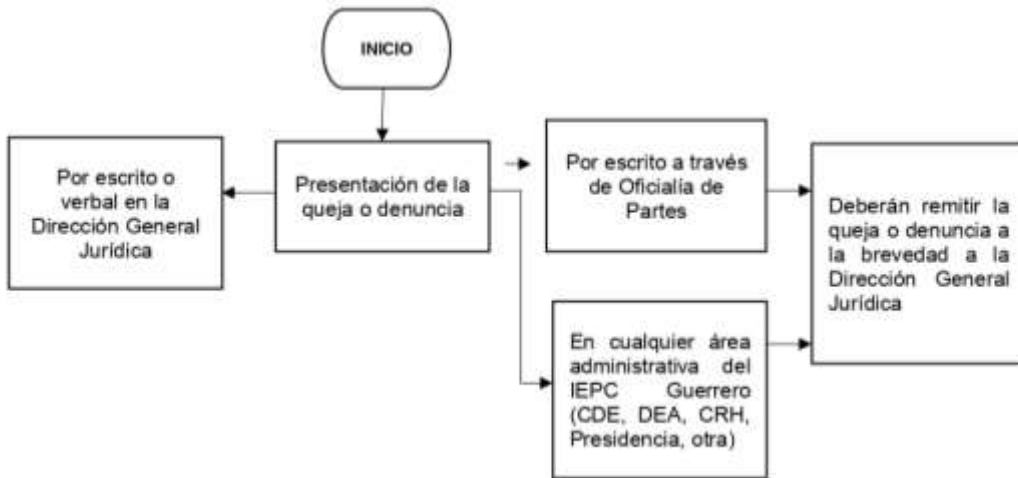 INICIO
Por escrito o
verbal en la
Dirección General
Jurídica
Presentación de la
queja o denuncia
Por escrito a través
de Oficialía de
Partes
Deberán remitir la
queja o denuncia a
la brevedad a la
Dirección General
Jurídica
En cualquier área
administrativa del
IEPC Guerrero
(CDE, DEA, CRH,
Presidencia, otra)